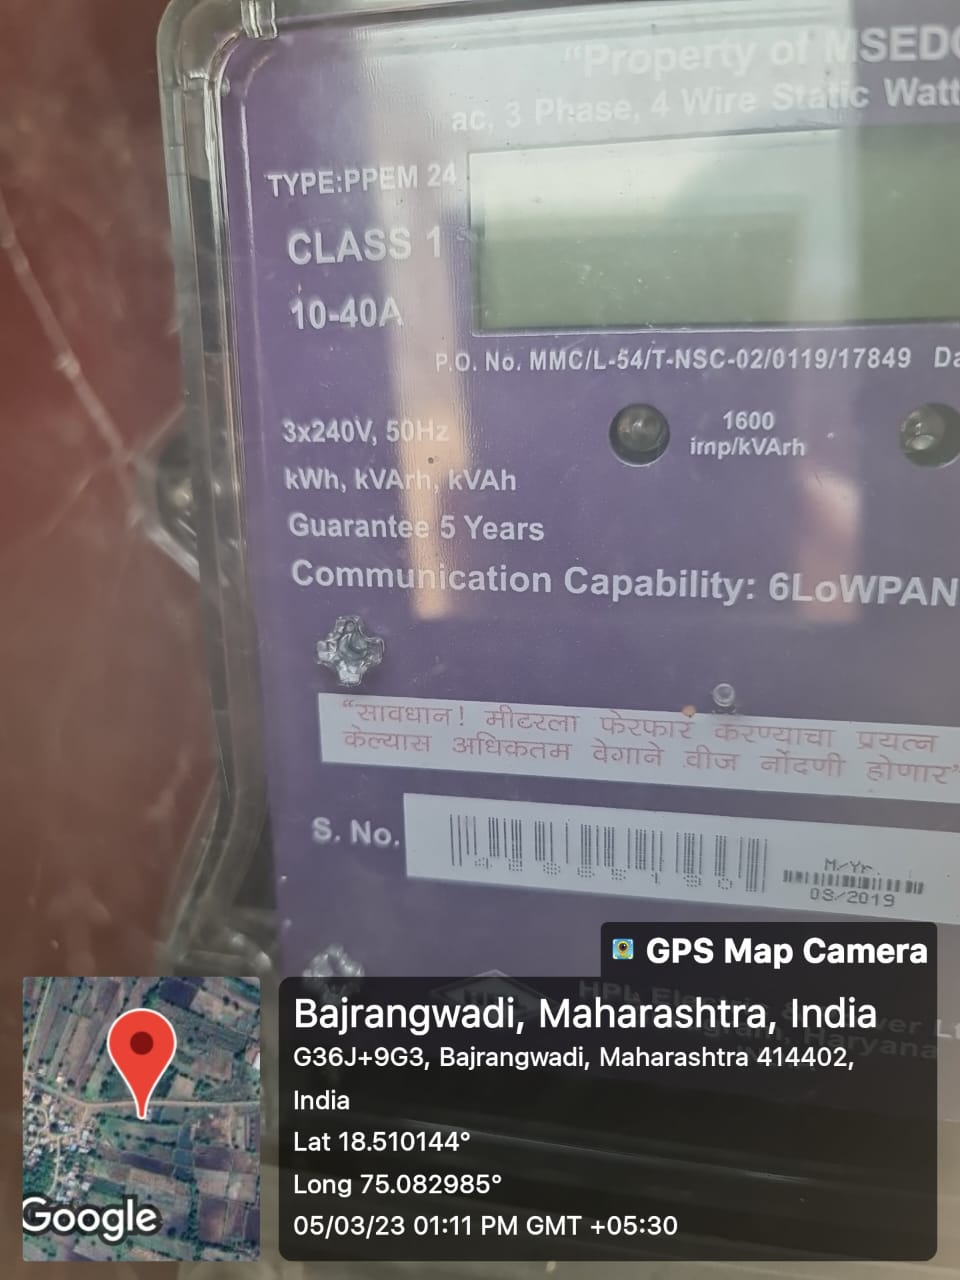 "Property of MSEDC
ac, 3 Phase, 4 Wire Static Watt
TYPE:PPEM 24
CLASS 1
10-40A
P.O. No. MMC/L-54/T-NSC-02/0119/17849 Da
3x240V, 50Hz
1600
imp/kVArh
kWh, kVArh, kVAh
Guarantee 5 Years
Communication Capability: 6LoWPAN
"सावधान! मीटरला फेरफार करण्याचा प्रयत्न
केल्यास अधिकतम वेगाने वीज नोंदणी होणार"
S. No.
M/Yr.
03/2019
GPS Map Camera
HPL Electric
Haryana
Bajrangwadi, Maharashtra, India
G36J+9G3, Bajrangwadi, Maharashtra 414402,
India
Lat 18.510144°
Long 75.082985°
05/03/23 01:11 PM GMT +05:30
Google